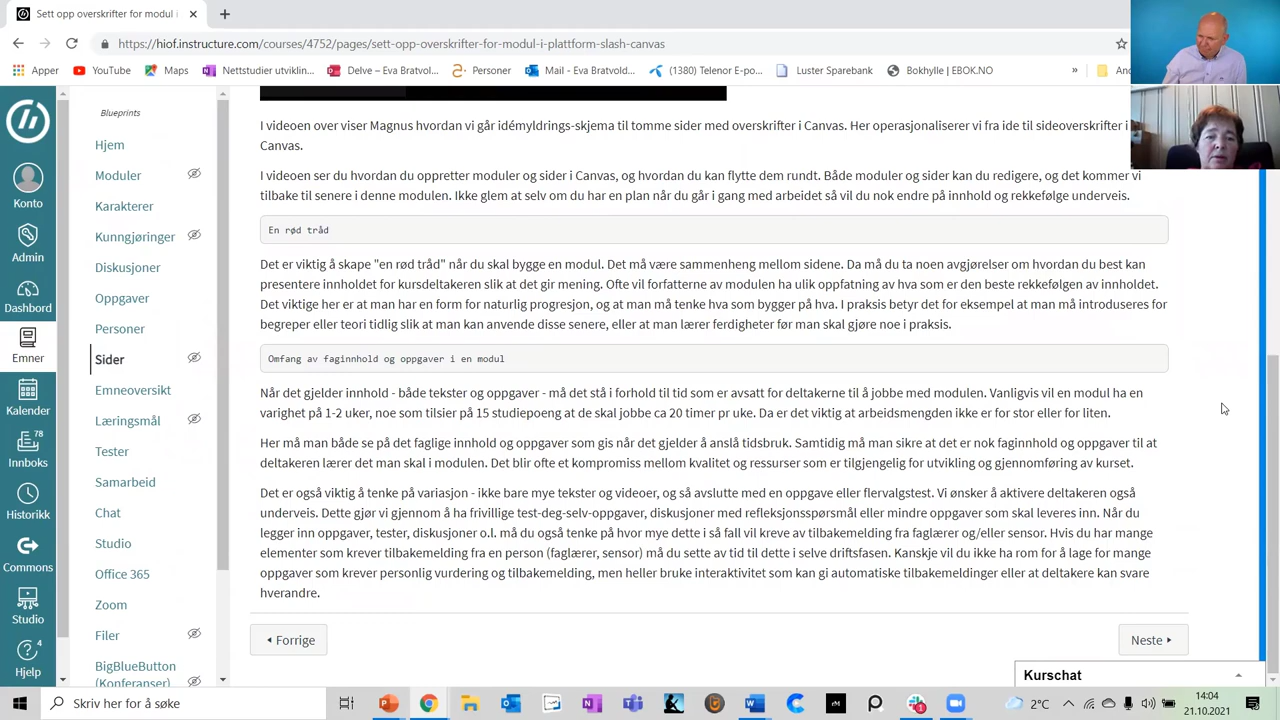 Sett opp overskrifter for modul i
https://hiof.instructure.com/courses/4752/pages/sett-opp-overskrifter-for-modul-i-plattform-slash-canvas
Apper
YouTube
Maps
Nettstudier utviklin...
Delve – Eva Bratvol...
Personer
Mail - Eva Bratvold...
(1380) Telenor E-po...
Luster Sparebank
Bokhylle | EBOK.NO
»
Konto
Admin
Dashbord
Emner
Kalender
78
Innboks
Historikk
Commons
Studio
4
Hjelp
Blueprints
Hjem
Moduler
Karakterer
Kunngjøringer
Diskusjoner
Oppgaver
Personer
Sider
Emneoversikt
Læringsmål
Tester
Samarbeid
Chat
Studio
Office 365
Zoom
Filer
BigBlueButton
(Konferanser)
I videoen over viser Magnus hvordan vi går idémyldrings-skjema til tomme sider med overskrifter i Canvas. Her operasjonaliserer vi fra ide til sideoverskrifter i
Canvas.
I videoen ser du hvordan du oppretter moduler og sider i Canvas, og hvordan du kan flytte dem rundt. Både moduler og sider kan du redigere, og det kommer vi
tilbake til senere i denne modulen. Ikke glem at selv om du har en plan når du går i gang med arbeidet så vil du nok endre på innhold og rekkefølge underveis.
En rød tråd
Det er viktig å skape "en rød tråd" når du skal bygge en modul. Det må være sammenheng mellom sidene. Da må du ta noen avgjørelser om hvordan du best kan
presentere innholdet for kursdeltakeren slik at det gir mening. Ofte vil forfatterne av modulen ha ulik oppfatning av hva som er den beste rekkefølgen av innholdet.
Det viktige her er at man har en form for naturlig progresjon, og at man må tenke hva som bygger på hva. I praksis betyr det for eksempel at man må introduseres for
begreper eller teori tidlig slik at man kan anvende disse senere, eller at man lærer ferdigheter før man skal gjøre noe i praksis.
Omfang av faginnhold og oppgaver i en modul
Når det gjelder innhold - både tekster og oppgaver - må det stå i forhold til tid som er avsatt for deltakerne til å jobbe med modulen. Vanligvis vil en modul ha en
varighet på 1-2 uker, noe som tilsier på 15 studiepoeng at de skal jobbe ca 20 timer pr uke. Da er det viktig at arbeidsmengden ikke er for stor eller for liten.
Her må man både se på det faglige innhold og oppgaver som gis når det gjelder å anslå tidsbruk. Samtidig må man sikre at det er nok faginnhold og oppgaver til at
deltakeren lærer det man skal i modulen. Det blir ofte et kompromiss mellom kvalitet og ressurser som er tilgjengelig for utvikling og gjennomføring av kurset.
Det er også viktig å tenke på variasjon - ikke bare mye tekster og videoer, og så avslutte med en oppgave eller flervalgstest. Vi ønsker å aktivere deltakeren også
underveis. Dette gjør vi gjennom å ha frivillige test-deg-selv-oppgaver, diskusjoner med refleksjonsspørsmål eller mindre oppgaver som skal leveres inn. Når du
legger inn oppgaver, tester, diskusjoner o.l. må du også tenke på hvor mye dette i så fall vil kreve av tilbakemelding fra faglærer og/eller sensor. Hvis du har mange
elementer som krever tilbakemelding fra en person (faglærer, sensor) må du sette av tid til dette i selve driftsfasen. Kanskje vil du ikke ha rom for å lage for mange
oppgaver som krever personlig vurdering og tilbakemelding, men heller bruke interaktivitet som kan gi automatiske tilbakemeldinger eller at deltakere kan svare
hverandre.
Forrige
Neste
Kurschat
Skriv her for å søke
2°C
14:04
21.10.2021